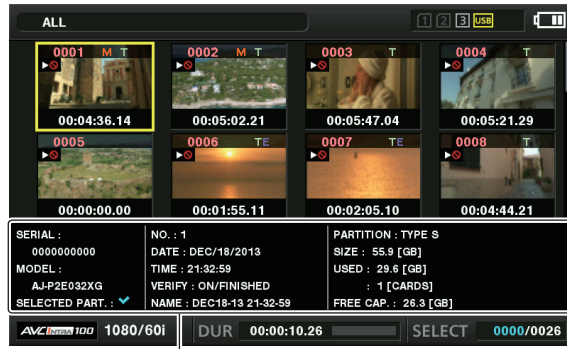 ALL 1 2 3 USB
0001 M T 0002 M T 0003 T 0004 T
00:04:36.14 00:05:02.21 00:05:47.04 00:05:21.29
0005 0006 TE 0007 TE 0008 T
00:00:00.00 00:01:55.11 00:02:05.10 00:04:44.21
SERIAL :
0000000000
MODEL :
AJ-P2E032XG
SELECTED PART. :
NO. : 1
DATE : DEC/18/2013
TIME : 21:32:59
VERIFY : ON/FINISHED
NAME : DEC18-13 21-32-59
PARTITION : TYPE S
SIZE : 55.9 [GB]
USED : 29.6 [GB]
: 1 [CARDS]
FREE CAP. : 26.3 [GB]
AVC INTRA 100 1080/60i DUR 00:00:10.26 SELECT 0000/0026